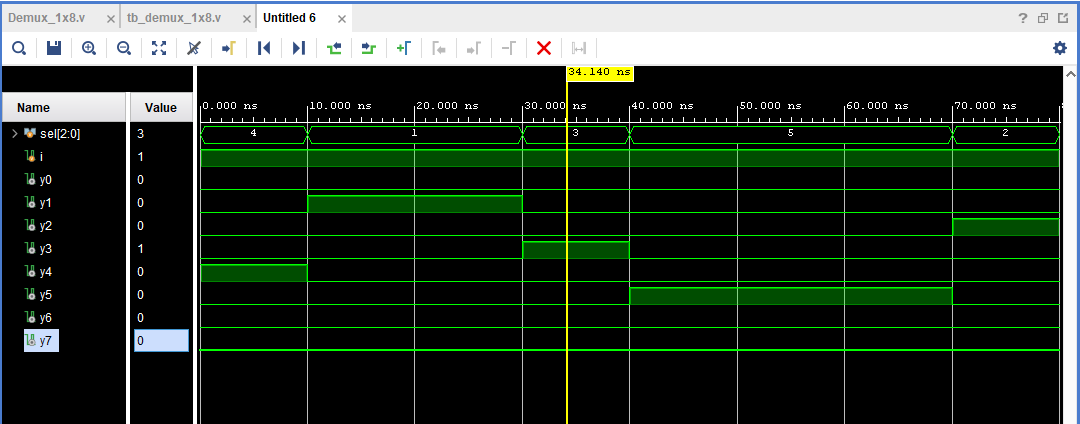 Demux_1x8.v × tb_demux_1x8.v × Untitled 6 × ?
34.140 ns
Name Value 0.000 ns 10.000 ns 20.000 ns 30.000 ns 40.000 ns 50.000 ns 60.000 ns 70.000 ns
sel[2:0] 3 4 1 3 5 2
i 1
y0 0
y1 0
y2 0
y3 1
y4 0
y5 0
y6 0
y7 0